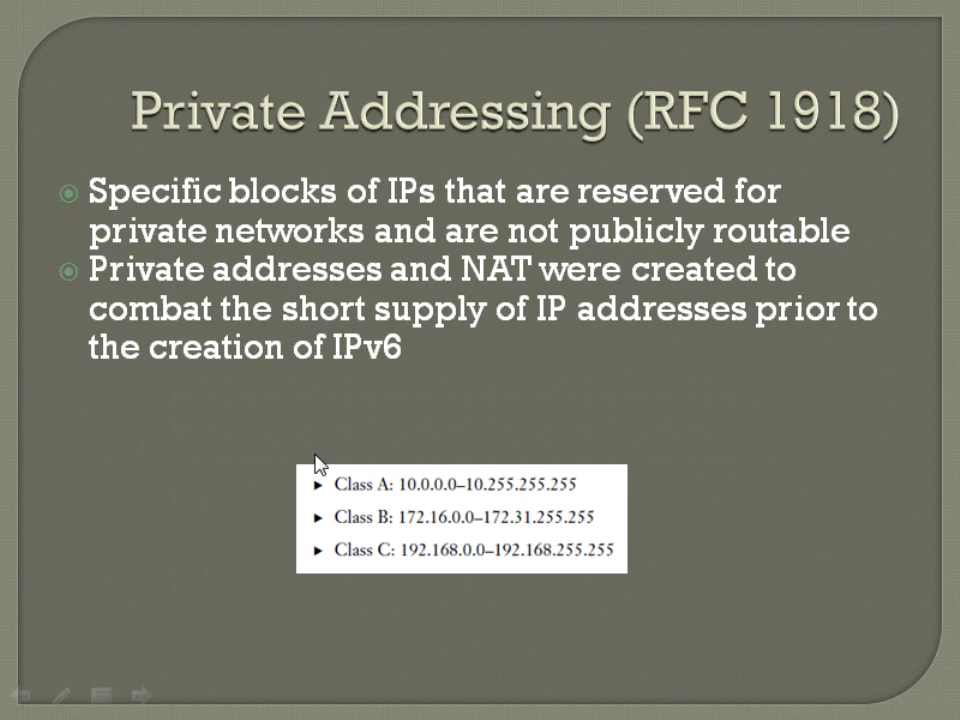 Private Addressing (RFC 1918)
Specific blocks of IPs that are reserved for
private networks and are not publicly routable
Private addresses and NAT were created to
combat the short supply of IP addresses prior to
the creation of IPv6
Class A: 10.0.0.0–10.255.255.255
Class B: 172.16.0.0–172.31.255.255
Class C: 192.168.0.0–192.168.255.255